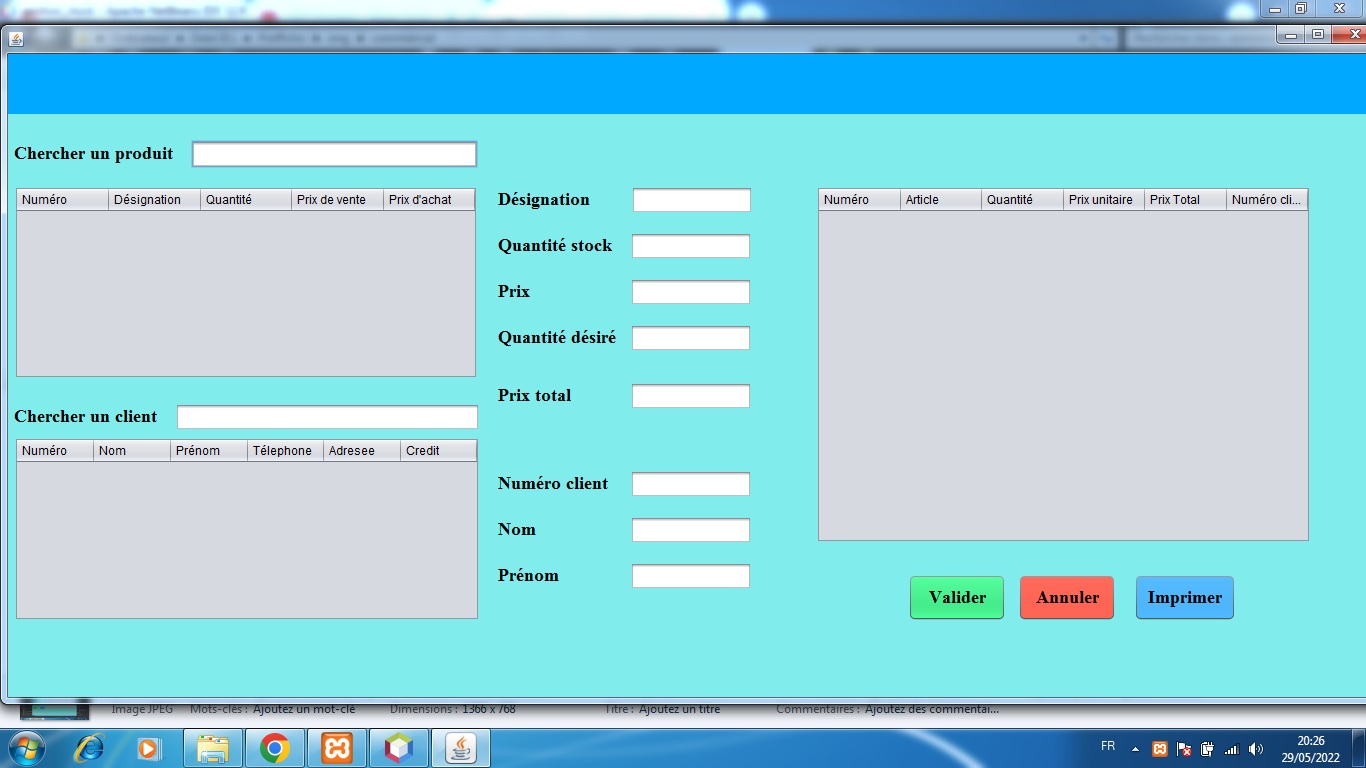 Chercher un produit
Numéro Désignation Quantité Prix de vente Prix d'achat
Chercher un client
Numéro Nom Prénom Télephone Adresee Credit
Désignation
Quantité stock
Prix
Quantité désiré
Prix total
Numéro client
Nom
Prénom
Numéro Article Quantité Prix unitaire Prix Total Numéro cli...
Valider Annuler Imprimer
Image JPEG Mots-clés : Ajoutez un mot-clé Dimensions : 1366 x 768 Titre : Ajoutez un titre Commentaires : Ajoutez des commentai...
FR
20:26
29/05/2022